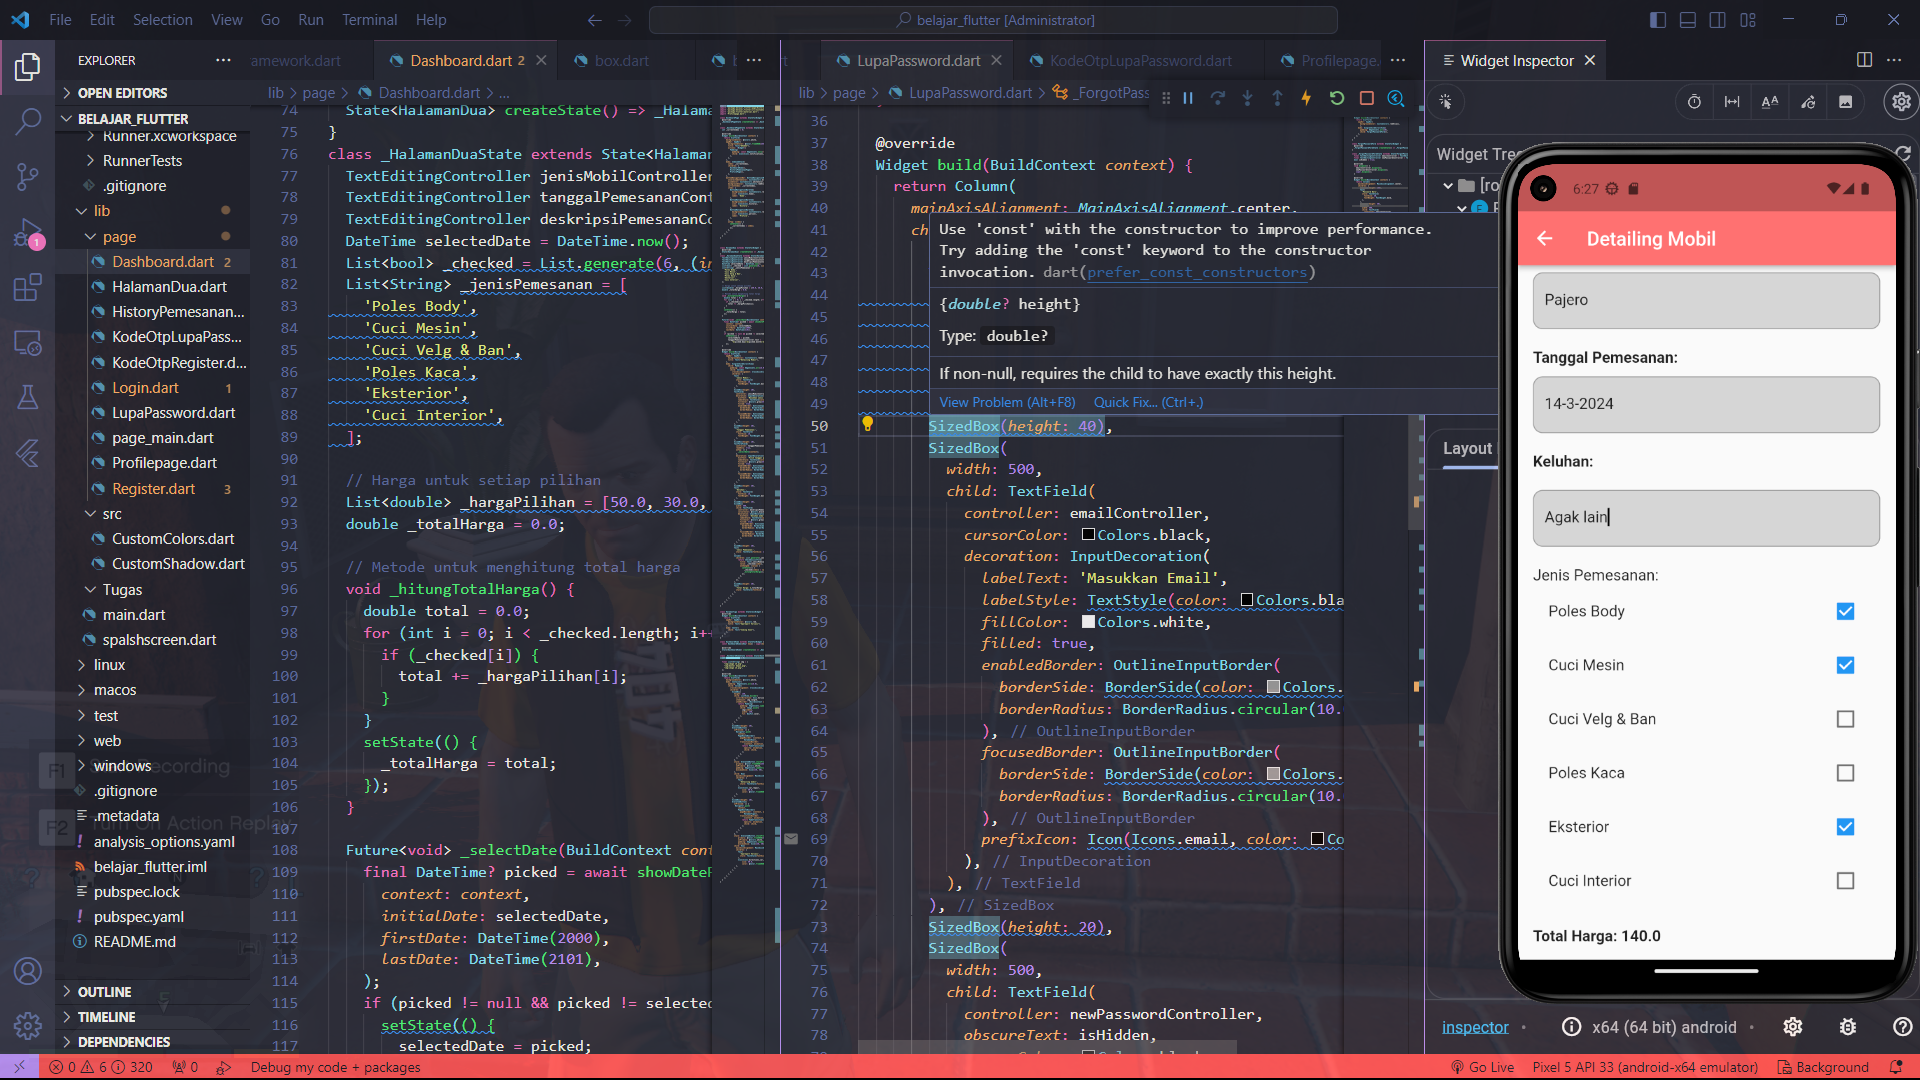 File Edit Selection View Go Run Terminal Help
belajar_flutter [Administrator]
EXPLORER
OPEN EDITORS
BELAJAR_FLUTTER
Runner.xcworkspace
RunnerTests
.gitignore
lib
page
Dashboard.dart 2
HalamanDua.dart
HistoryPemesanan...
KodeOtpLupaPass...
KodeOtpRegister.d...
Login.dart 1
LupaPassword.dart
page_main.dart
Profilepage.dart
Register.dart 3
src
CustomColors.dart
CustomShadow.dart
Tugas
main.dart
spalshscreen.dart
linux
macos
test
web
windows
.gitignore
.metadata
analysis_options.yaml
belajar_flutter.iml
pubspec.lock
pubspec.yaml
README.md
OUTLINE
TIMELINE
DEPENDENCIES
amework.dart Dashboard.dart 2 box.dart
lib > page > Dashboard.dart > ...
74 State<HalamanDua> createState() => _Halama
75 }
76 class _HalamanDuaState extends State<Halaman
77 TextEditingController jenisMobilController
78 TextEditingController tanggalPemesananCont
79 TextEditingController deskripsiPemesananCo
80 DateTime selectedDate = DateTime.now();
81 List<bool> _checked = List.generate(6, (in
82 List<String> _jenisPemesanan = [
83 'Poles Body',
84 'Cuci Mesin',
85 'Cuci Velg & Ban',
86 'Poles Kaca',
87 'Eksterior',
88 'Cuci Interior',
89 ];
90
91 // Harga untuk setiap pilihan
92 List<double> _hargaPilihan = [50.0, 30.0,
93 double _totalHarga = 0.0;
94
95 // Metode untuk menghitung total harga
96 void _hitungTotalHarga() {
97 double total = 0.0;
98 for (int i = 0; i < _checked.length; i++
99 if (_checked[i]) {
100 total += _hargaPilihan[i];
101 }
102 }
103 setState(() {
104 _totalHarga = total;
105 });
106 }
107
108 Future<void> _selectDate(BuildContext cont
109 final DateTime? picked = await showDateP
110 context: context,
111 initialDate: selectedDate,
112 firstDate: DateTime(2000),
113 lastDate: DateTime(2101),
114 );
115 if (picked != null && picked != selected
116 setState(() {
117 selectedDate = picked;
LupaPassword.dart KodeOtpLupaPassword.dart Profilepage.
lib > page > LupaPassword.dart > _ForgotPass
36
37 @override
38 Widget build(BuildContext context) {
39 return Column(
40 mainAxisAlignment: MainAxisAlignment.center,
41 ch
42
43
44
45
46
47
48
49
Use 'const' with the constructor to improve performance.
Try adding the 'const' keyword to the constructor
invocation. dart(prefer_const_constructors)
{double? height}
Type: double?
If non-null, requires the child to have exactly this height.
View Problem (Alt+F8) Quick Fix... (Ctrl+.)
50 SizedBox(height: 40),
51 SizedBox(
52 width: 500,
53 child: TextField(
54 controller: emailController,
55 cursorColor: Colors.black,
56 decoration: InputDecoration(
57 labelText: 'Masukkan Email',
58 labelStyle: TextStyle(color: Colors.bla
59 fillColor: Colors.white,
60 filled: true,
61 enabledBorder: OutlineInputBorder(
62 borderSide: BorderSide(color: Colors.
63 borderRadius: BorderRadius.circular(10.
64 ), // OutlineInputBorder
65 focusedBorder: OutlineInputBorder(
66 borderSide: BorderSide(color: Colors.
67 borderRadius: BorderRadius.circular(10.
68 ), // OutlineInputBorder
69 prefixIcon: Icon(Icons.email, color: Co
70 ), // InputDecoration
71 ), // TextField
72 ), // SizedBox
73 SizedBox(height: 20),
74 SizedBox(
75 width: 500,
76 child: TextField(
77 controller: newPasswordController,
78 obscureText: isHidden,
Widget Inspector
Widget Tree
[ro
Layout
6:27
Detailing Mobil
Pajero
Tanggal Pemesanan:
14-3-2024
Keluhan:
Agak lain
Jenis Pemesanan:
Poles Body
Cuci Mesin
Cuci Velg & Ban
Poles Kaca
Eksterior
Cuci Interior
Total Harga: 140.0
inspector • x64 (64 bit) android •
F1 Recording
F2 Turn On Action Replay
0 6 320 0 Debug my code + packages
Go Live Pixel 5 API 33 (android-x64 emulator) Background